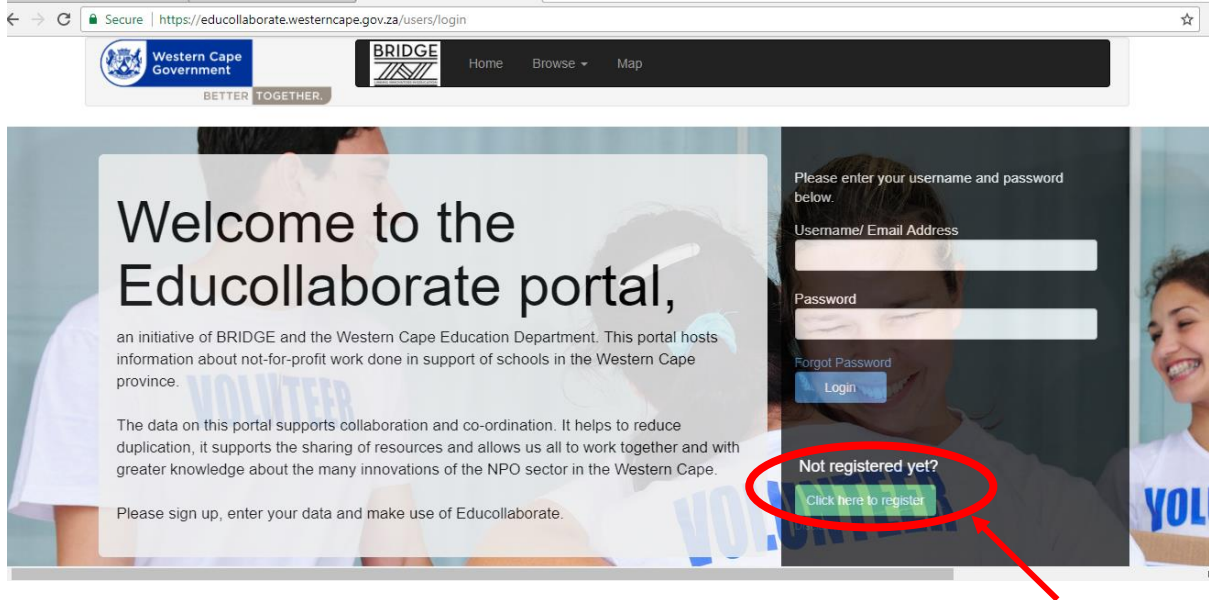 Secure | https://educollaborate.westerncape.gov.za/users/login
Western Cape
Government
BETTER TOGETHER.
BRIDGE
Home Browse Map
Welcome to the
Educollaborate portal,
an initiative of BRIDGE and the Western Cape Education Department. This portal hosts
information about not-for-profit work done in support of schools in the Western Cape
province.
The data on this portal supports collaboration and co-ordination. It helps to reduce
duplication, it supports the sharing of resources and allows us all to work together and with
greater knowledge about the many innovations of the NPO sector in the Western Cape.
Please sign up, enter your data and make use of Educollaborate.
VOLUNTEER
Please enter your username and password
below.
Username/ Email Address
Password
Forgot Password
Login
Not registered yet?
Click here to register
VOLUNTEER
VOL